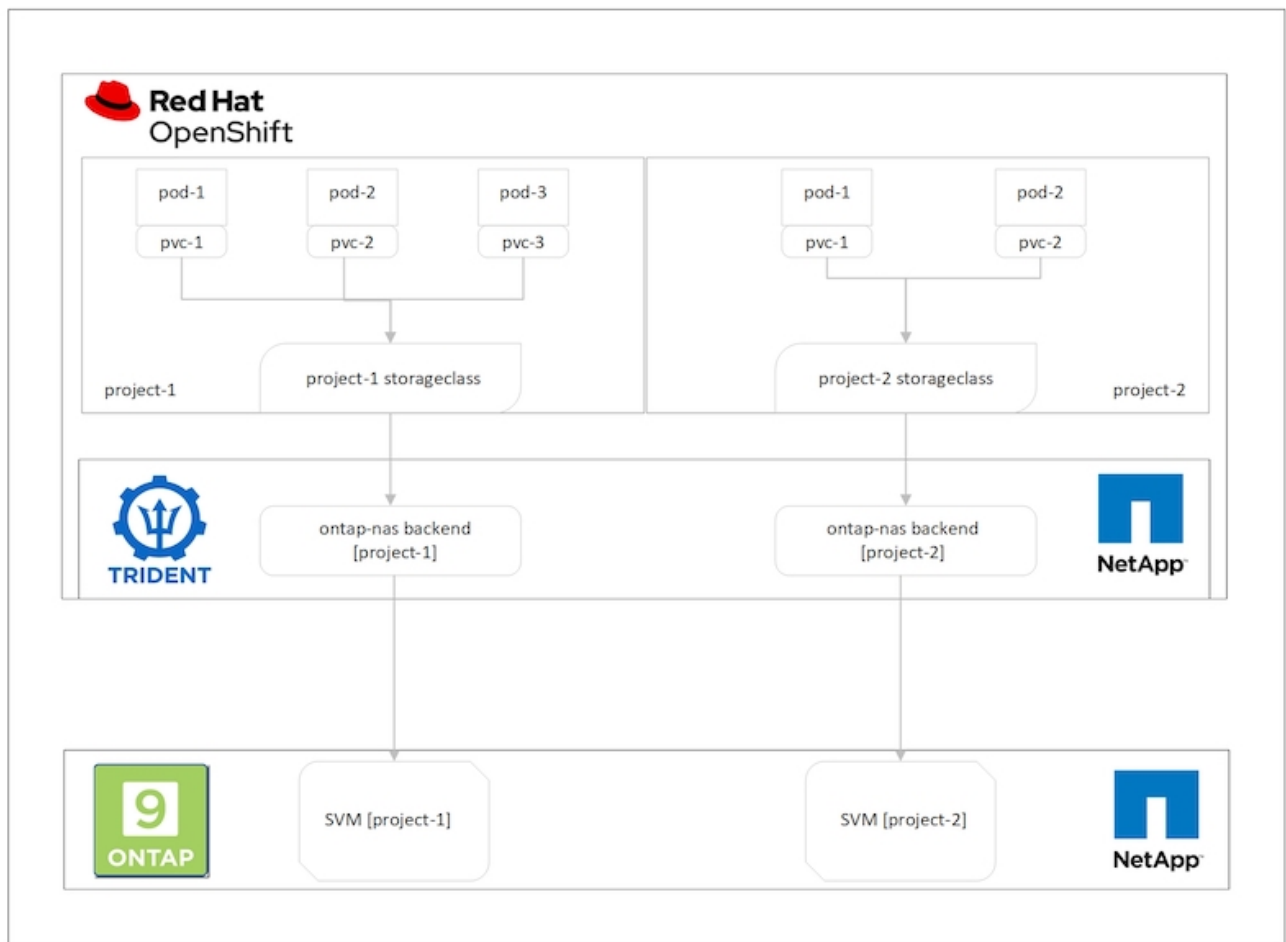 Red Hat
OpenShift
pod-1
pod-2
pod-3
pvc-1
pvc-2
pvc-3
project-1 storageclass
project-1
pod-1
pod-2
pvc-1
pvc-2
project-2 storageclass
project-2
TRIDENT
ontap-nas backend
[project-1]
ontap-nas backend
[project-2]
NetApp™
9
ONTAP
SVM [project-1]
SVM [project-2]
NetApp™